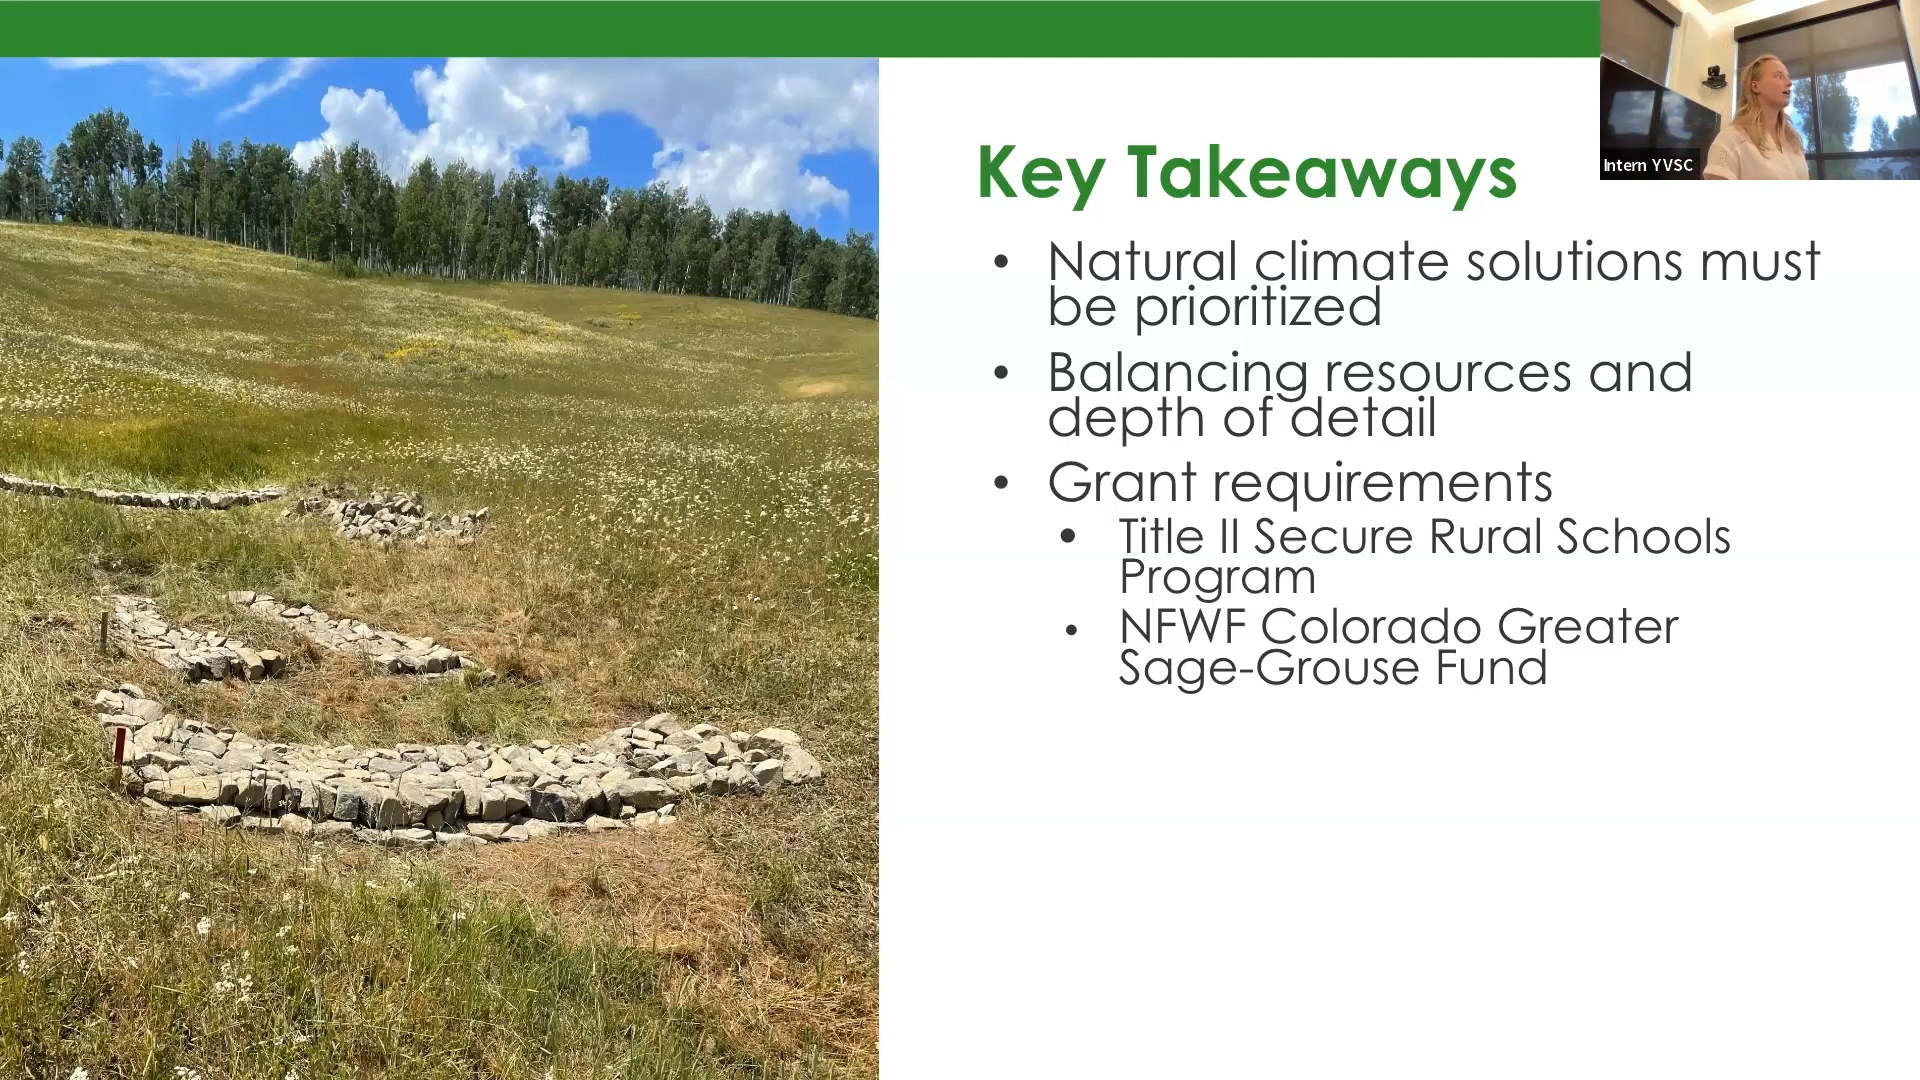 Key Takeaways
Intern YVSC
• Natural climate solutions must
be prioritized
• Balancing resources and
depth of detail
• Grant requirements
• Title II Secure Rural Schools
Program
• NFWF Colorado Greater
Sage-Grouse Fund